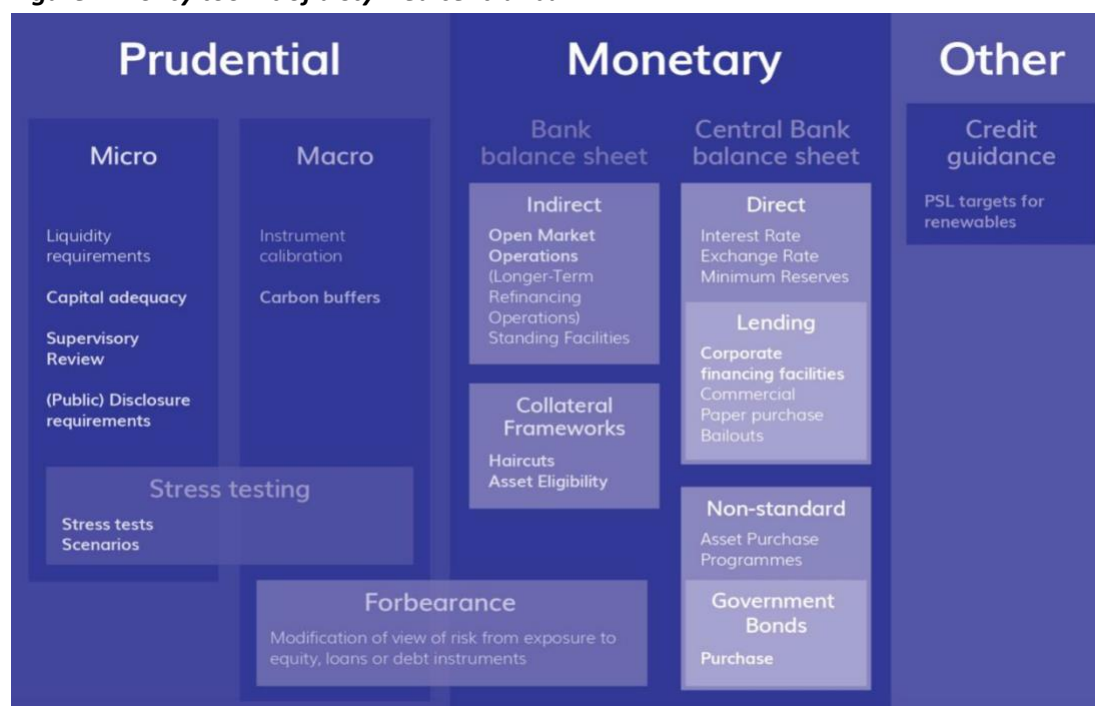 Prudential
Micro
Liquidity
requirements
Capital adequacy
Supervisory
Review
(Public) Disclosure
requirements
Macro
Instrument
calibration
Carbon buffers
Stress testing
Stress tests
Scenarios
Forbearance
Modification of view of risk from exposure to
equity, loans or debt instruments
Monetary
Bank
balance sheet
Indirect
Open Market
Operations
(Longer-Term
Refinancing
Operations)
Standing Facilities
Collateral
Frameworks
Haircuts
Asset Eligibility
Central Bank
balance sheet
Direct
Interest Rate
Exchange Rate
Minimum Reserves
Lending
Corporate
financing facilities
Commercial
Paper purchase
Bailouts
Non-standard
Asset Purchase
Programmes
Government
Bonds
Purchase
Other
Credit
guidance
PSL targets for
renewables